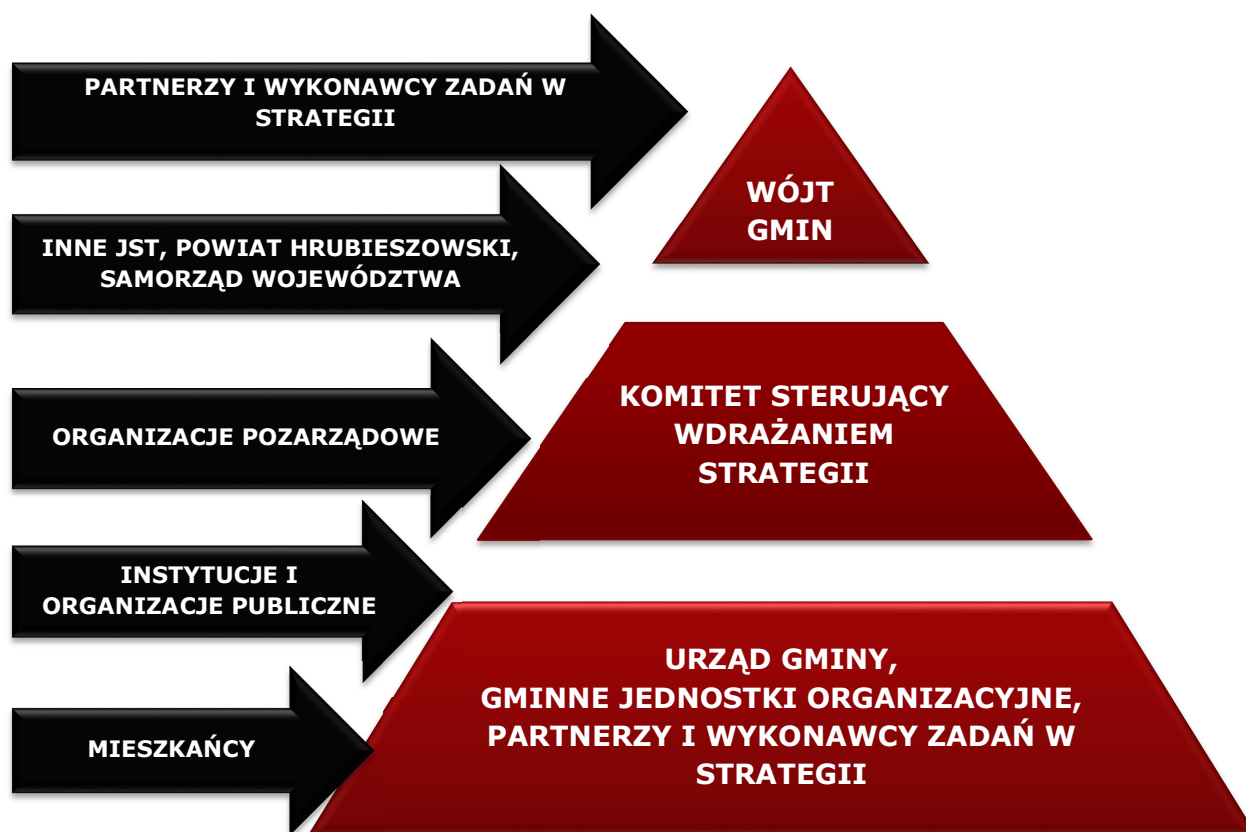 PARTNERZY I WYKONAWCY ZADAŃ W
STRATEGII
INNE JST, POWIAT HRUBIESZOWSKI,
SAMORZĄD WOJEWÓDZTWA
ORGANIZACJE POZARZĄDOWE
INSTYTUCJE I
ORGANIZACJE PUBLICZNE
MIESZKAŃCY
WÓJT
GMIN
KOMITET STERUJĄCY
WDRAŻANIEM
STRATEGII
URZĄD GMINY,
GMINNE JEDNOSTKI ORGANIZACYJNE,
PARTNERZY I WYKONAWCY ZADAŃ W
STRATEGII